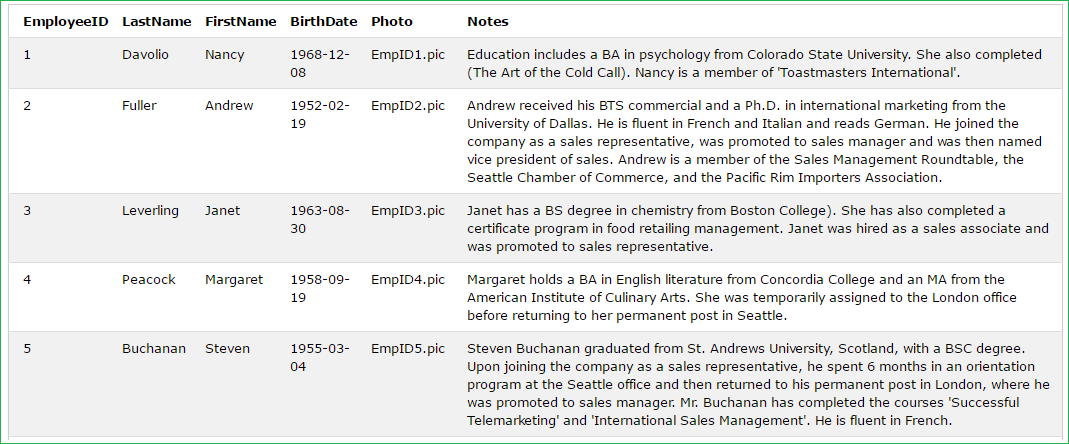 EmployeeID LastName FirstName BirthDate Photo Notes
1 Davolio Nancy 1968-12-08 EmpID1.pic Education includes a BA in psychology from Colorado State University. She also completed
(The Art of the Cold Call). Nancy is a member of 'Toastmasters International'.
2 Fuller Andrew 1952-02-19 EmpID2.pic Andrew received his BTS commercial and a Ph.D. in international marketing from the
University of Dallas. He is fluent in French and Italian and reads German. He joined the
company as a sales representative, was promoted to sales manager and was then named
vice president of sales. Andrew is a member of the Sales Management Roundtable, the
Seattle Chamber of Commerce, and the Pacific Rim Importers Association.
3 Leverling Janet 1963-08-30 EmpID3.pic Janet has a BS degree in chemistry from Boston College). She has also completed a
certificate program in food retailing management. Janet was hired as a sales associate and
was promoted to sales representative.
4 Peacock Margaret 1958-09-19 EmpID4.pic Margaret holds a BA in English literature from Concordia College and an MA from the
American Institute of Culinary Arts. She was temporarily assigned to the London office
before returning to her permanent post in Seattle.
5 Buchanan Steven 1955-03-04 EmpID5.pic Steven Buchanan graduated from St. Andrews University, Scotland, with a BSC degree.
Upon joining the company as a sales representative, he spent 6 months in an orientation
program at the Seattle office and then returned to his permanent post in London, where he
was promoted to sales manager. Mr. Buchanan has completed the courses 'Successful
Telemarketing' and 'International Sales Management'. He is fluent in French.